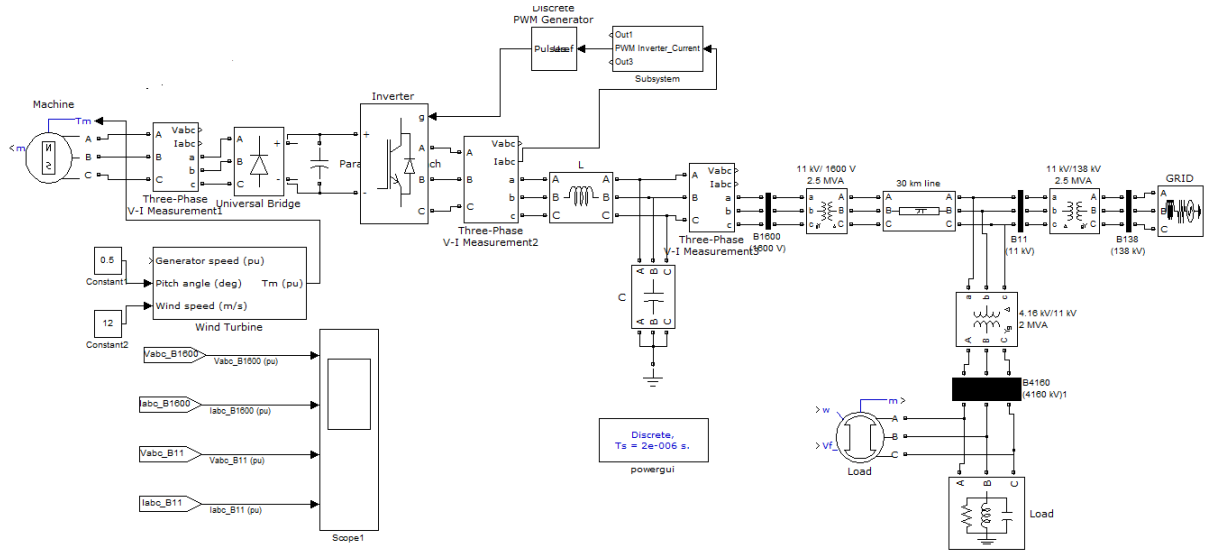 Discrete
PWM Generator
Pulses
Uref
Out1
PWM Inverter_Current
Out3
Subsystem
Machine
Tm
m
A
B
C
N
S
A
B
C
Vabc
Iabc
a
b
c
Three-Phase
V-I Measurement1
A
B
C
+
-
Universal Bridge
Inverter
g
+
-
A
B
C
A
B
C
Vabc
Iabc
a
b
c
Three-Phase
V-I Measurement2
L
A
B
C
A
B
C
A
B
C
Vabc
Iabc
a
b
c
Three-Phase
V-I Measurement3
B1600
(1600 V)
11 kV/1600 V
2.5 MVA
a
b
c
A
B
C
30 km line
A
B
C
A
B
C
B11
(11 kV)
11 kV/138 kV
2.5 MVA
a
b
c
A
B
C
B138
(138 kV)
GRID
A
B
C
0.5
Constant1
12
Constant2
Generator speed (pu)
Pitch angle (deg)
Tm (pu)
Wind speed (m/s)
Wind Turbine
A B C
C
A B C
a b c
4.16 kV/11 kV
2 MVA
A B C
Vabc_B1600
Vabc_B1600 (pu)
Iabc_B1600
Iabc_B1600 (pu)
Vabc_B11
Vabc_B11 (pu)
Iabc_B11
Iabc_B11 (pu)
Scope1
Discrete,
Ts = 2e-006 s.
powergui
B4160
(4160 kV)1
w
m
Vf_
A
B
C
Load
A B C
Load